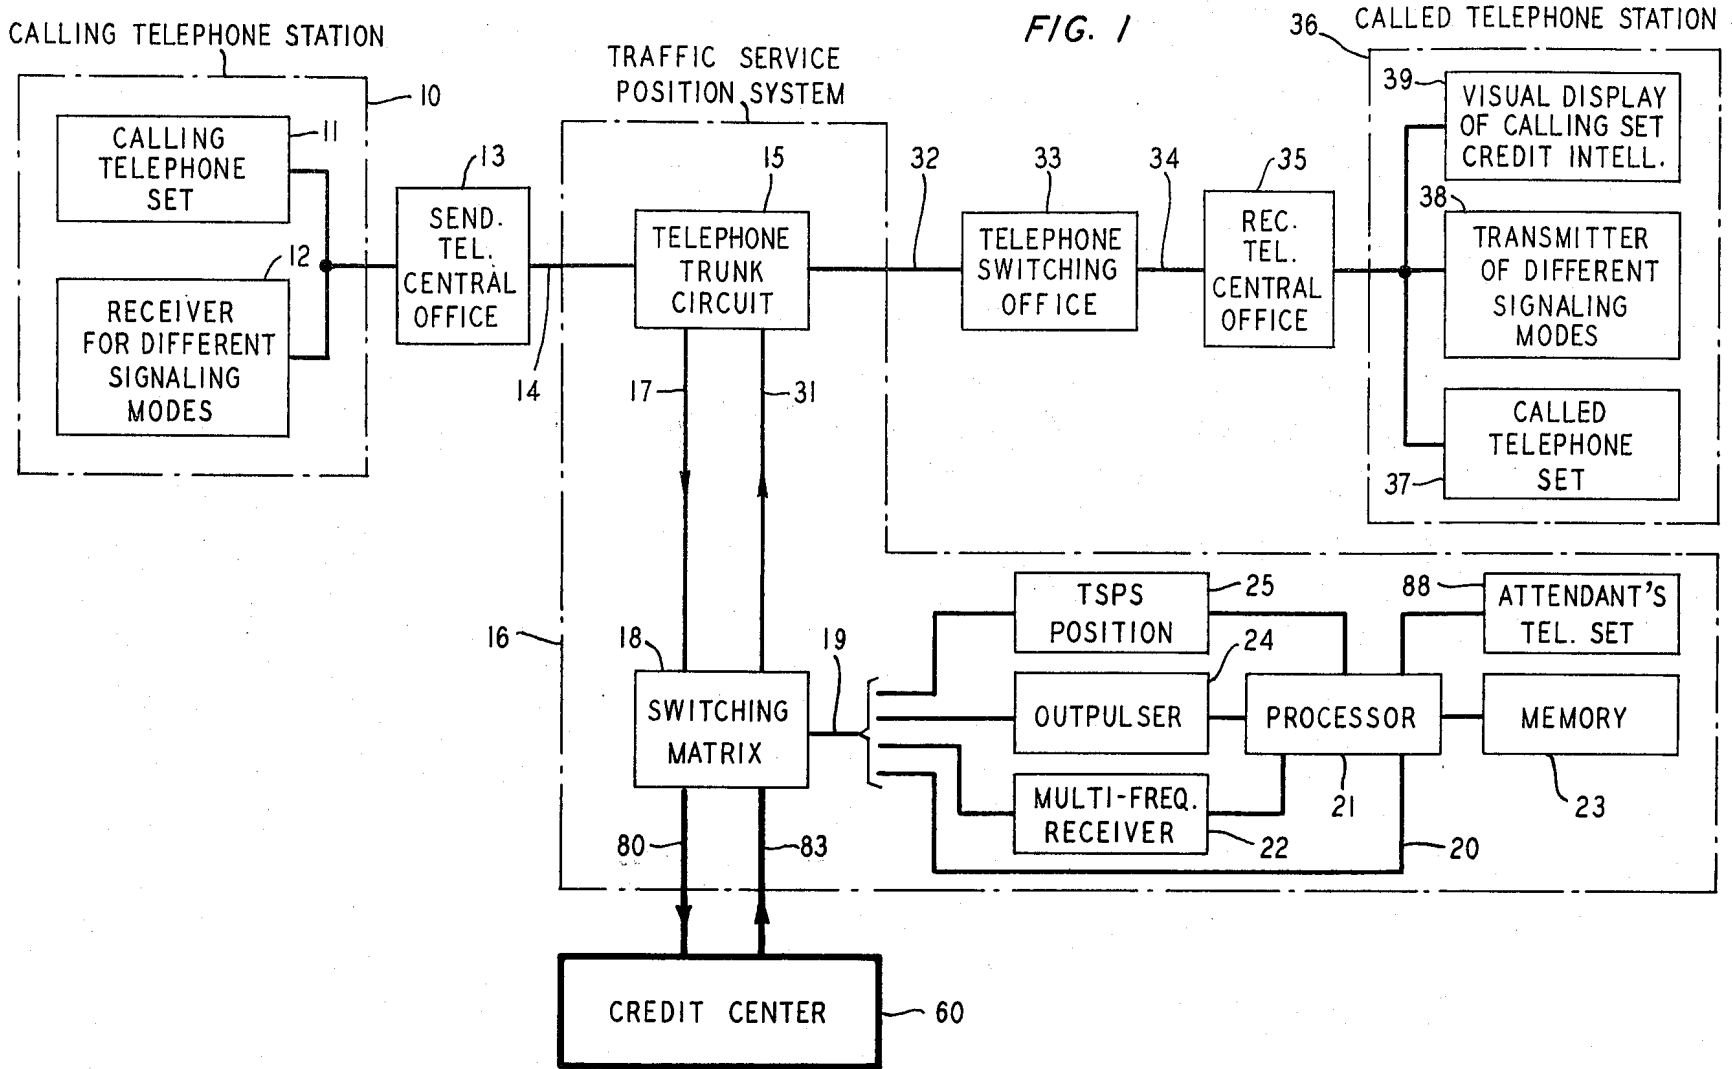 FIG. 1
CALLING TELEPHONE STATION
10
CALLING
TELEPHONE
SET
11
12
RECEIVER
FOR DIFFERENT
SIGNALING
MODES
13
SEND.
TEL.
CENTRAL
OFFICE
14
TRAFFIC SERVICE
POSITION SYSTEM
15
TELEPHONE
TRUNK
CIRCUIT
17
31
32
33
TELEPHONE
SWITCHING
OFFICE
34
35
REC.
TEL.
CENTRAL
OFFICE
CALLED TELEPHONE STATION
36
39
VISUAL DISPLAY
OF CALLING SET
CREDIT INTELL.
38
TRANSMITTER
OF DIFFERENT
SIGNALING
MODES
CALLED
TELEPHONE
SET
37
16
18
SWITCHING
MATRIX
19
TSPS
POSITION
25
24
OUTPULSER
MULTI-FREQ.
RECEIVER
22
PROCESSOR
21
20
88
ATTENDANT'S
TEL. SET
MEMORY
23
80
83
CREDIT CENTER
60